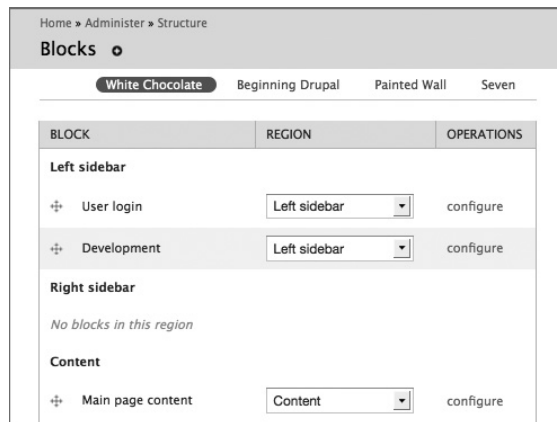 Home » Administer » Structure
Blocks
White Chocolate Beginning Drupal Painted Wall Seven
BLOCK REGION OPERATIONS
Left sidebar
User login Left sidebar configure
Development Left sidebar configure
Right sidebar
No blocks in this region
Content
Main page content Content configure